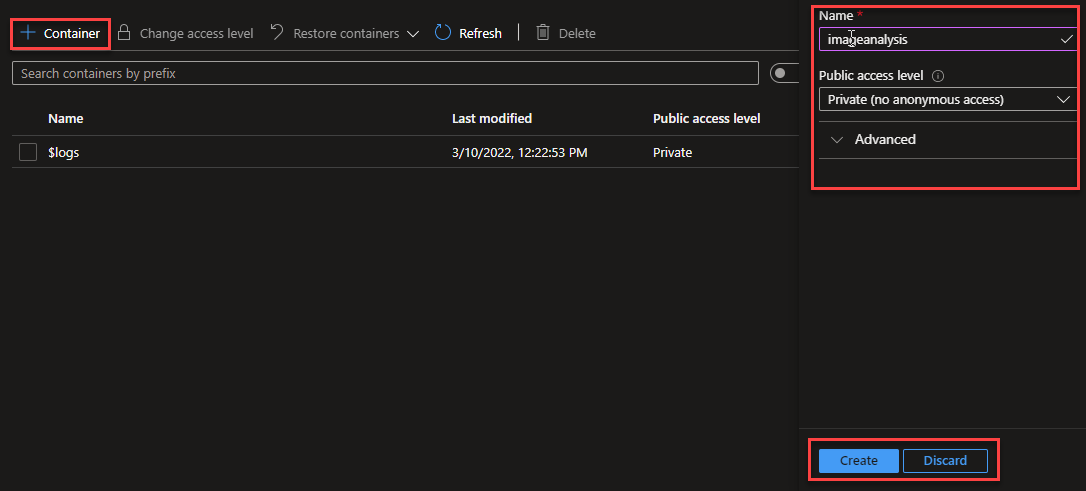 Container Change access level Restore containers Refresh Delete
Search containers by prefix
Name Last modified Public access level
$logs 3/10/2022, 12:22:53 PM Private
Name *
imageanalysis
Public access level
Private (no anonymous access)
Advanced
Create Discard